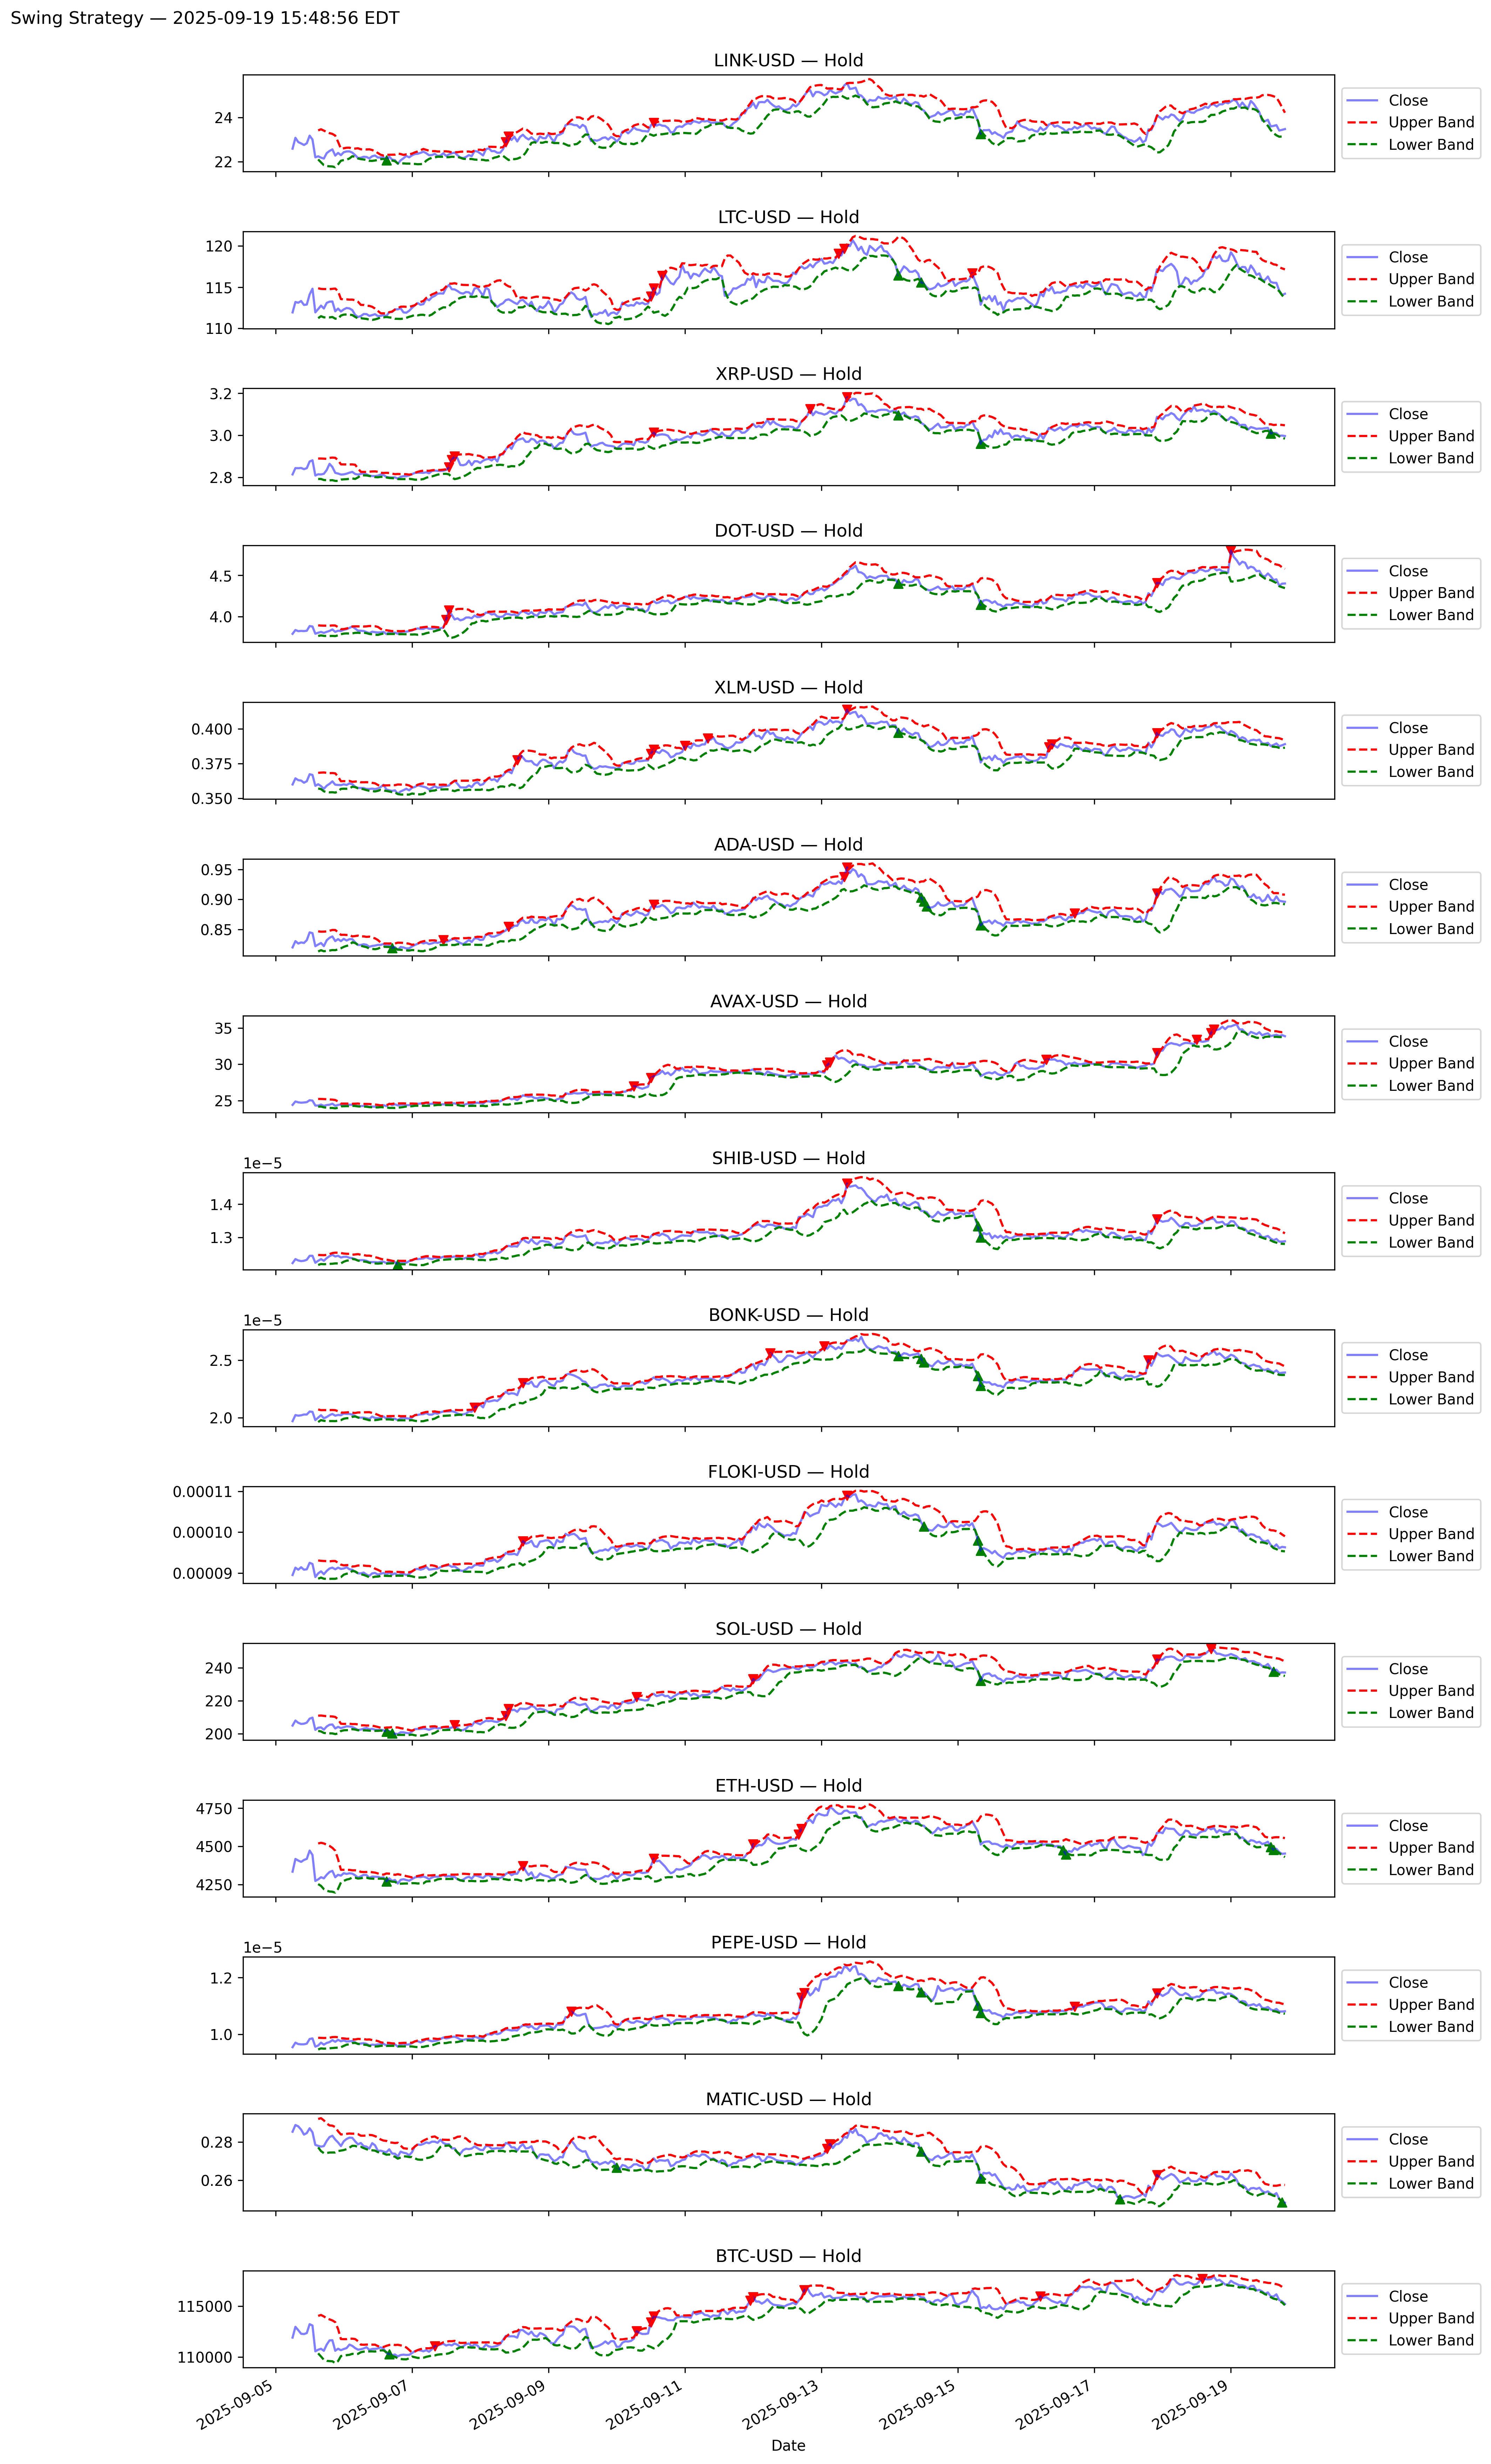 Swing Strategy — 2025-09-19 15:48:56 EDT
LINK-USD — Hold
24
22
Close
Upper Band
Lower Band
LTC-USD — Hold
120
115
110
Close
Upper Band
Lower Band
XRP-USD — Hold
3.2
3.0
2.8
Close
Upper Band
Lower Band
DOT-USD — Hold
4.5
4.0
Close
Upper Band
Lower Band
XLM-USD — Hold
0.400
0.375
0.350
Close
Upper Band
Lower Band
ADA-USD — Hold
0.95
0.90
0.85
Close
Upper Band
Lower Band
AVAX-USD — Hold
35
30
25
Close
Upper Band
Lower Band
SHIB-USD — Hold
1e−5
1.4
1.3
Close
Upper Band
Lower Band
BONK-USD — Hold
1e−5
2.5
2.0
Close
Upper Band
Lower Band
FLOKI-USD — Hold
0.00011
0.00010
0.00009
Close
Upper Band
Lower Band
SOL-USD — Hold
240
220
200
Close
Upper Band
Lower Band
ETH-USD — Hold
4750
4500
4250
Close
Upper Band
Lower Band
PEPE-USD — Hold
1e−5
1.2
1.0
Close
Upper Band
Lower Band
MATIC-USD — Hold
0.28
0.26
Close
Upper Band
Lower Band
BTC-USD — Hold
115000
110000
Close
Upper Band
Lower Band
2025-09-05
2025-09-07
2025-09-09
2025-09-11
2025-09-13
2025-09-15
2025-09-17
2025-09-19
Date